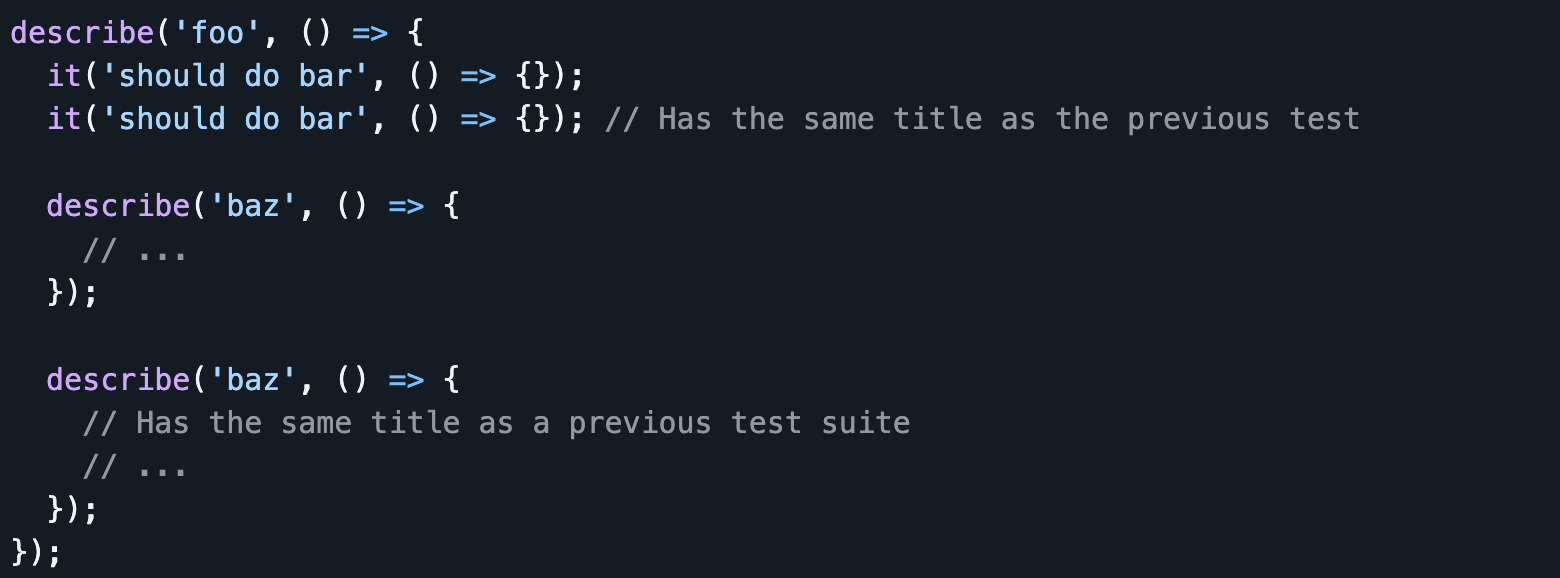 describe('foo', () => {
  it('should do bar', () => {});
  it('should do bar', () => {}); // Has the same title as the previous test

  describe('baz', () => {
    // ...
  });

  describe('baz', () => {
    // Has the same title as a previous test suite
    // ...
  });
});